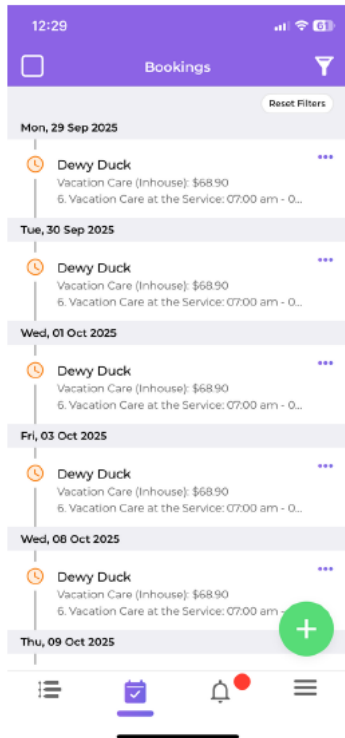 12:29
61
Bookings
Reset Filters
Mon, 29 Sep 2025
Dewy Duck
Vacation Care (Inhouse): $68.90
6. Vacation Care at the Service: 07:00 am - 0...
Tue, 30 Sep 2025
Dewy Duck
Vacation Care (Inhouse): $68.90
6. Vacation Care at the Service: 07:00 am - 0...
Wed, 01 Oct 2025
Dewy Duck
Vacation Care (Inhouse): $68.90
6. Vacation Care at the Service: 07:00 am - 0...
Fri, 03 Oct 2025
Dewy Duck
Vacation Care (Inhouse): $68.90
6. Vacation Care at the Service: 07:00 am - 0...
Wed, 08 Oct 2025
Dewy Duck
Vacation Care (Inhouse): $68.90
6. Vacation Care at the Service: 07:00 am -
Thu, 09 Oct 2025